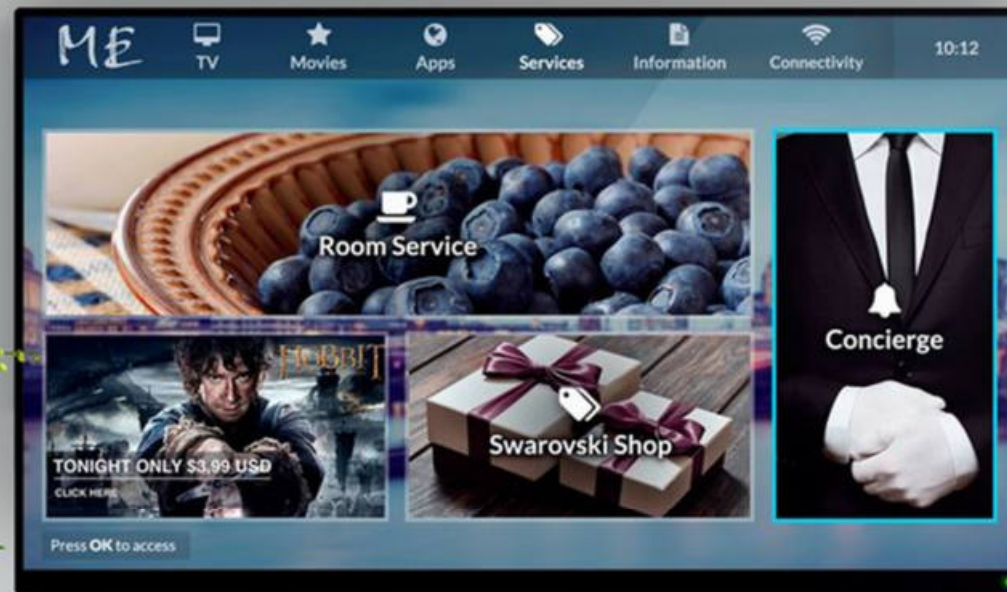 ME
TV
Movies
Apps
Services
Information
Connectivity
10:12
Room Service
Concierge
HOBBIT
TONIGHT ONLY $3.99 USD
CLICK HERE
Swarovski Shop
Press OK to access